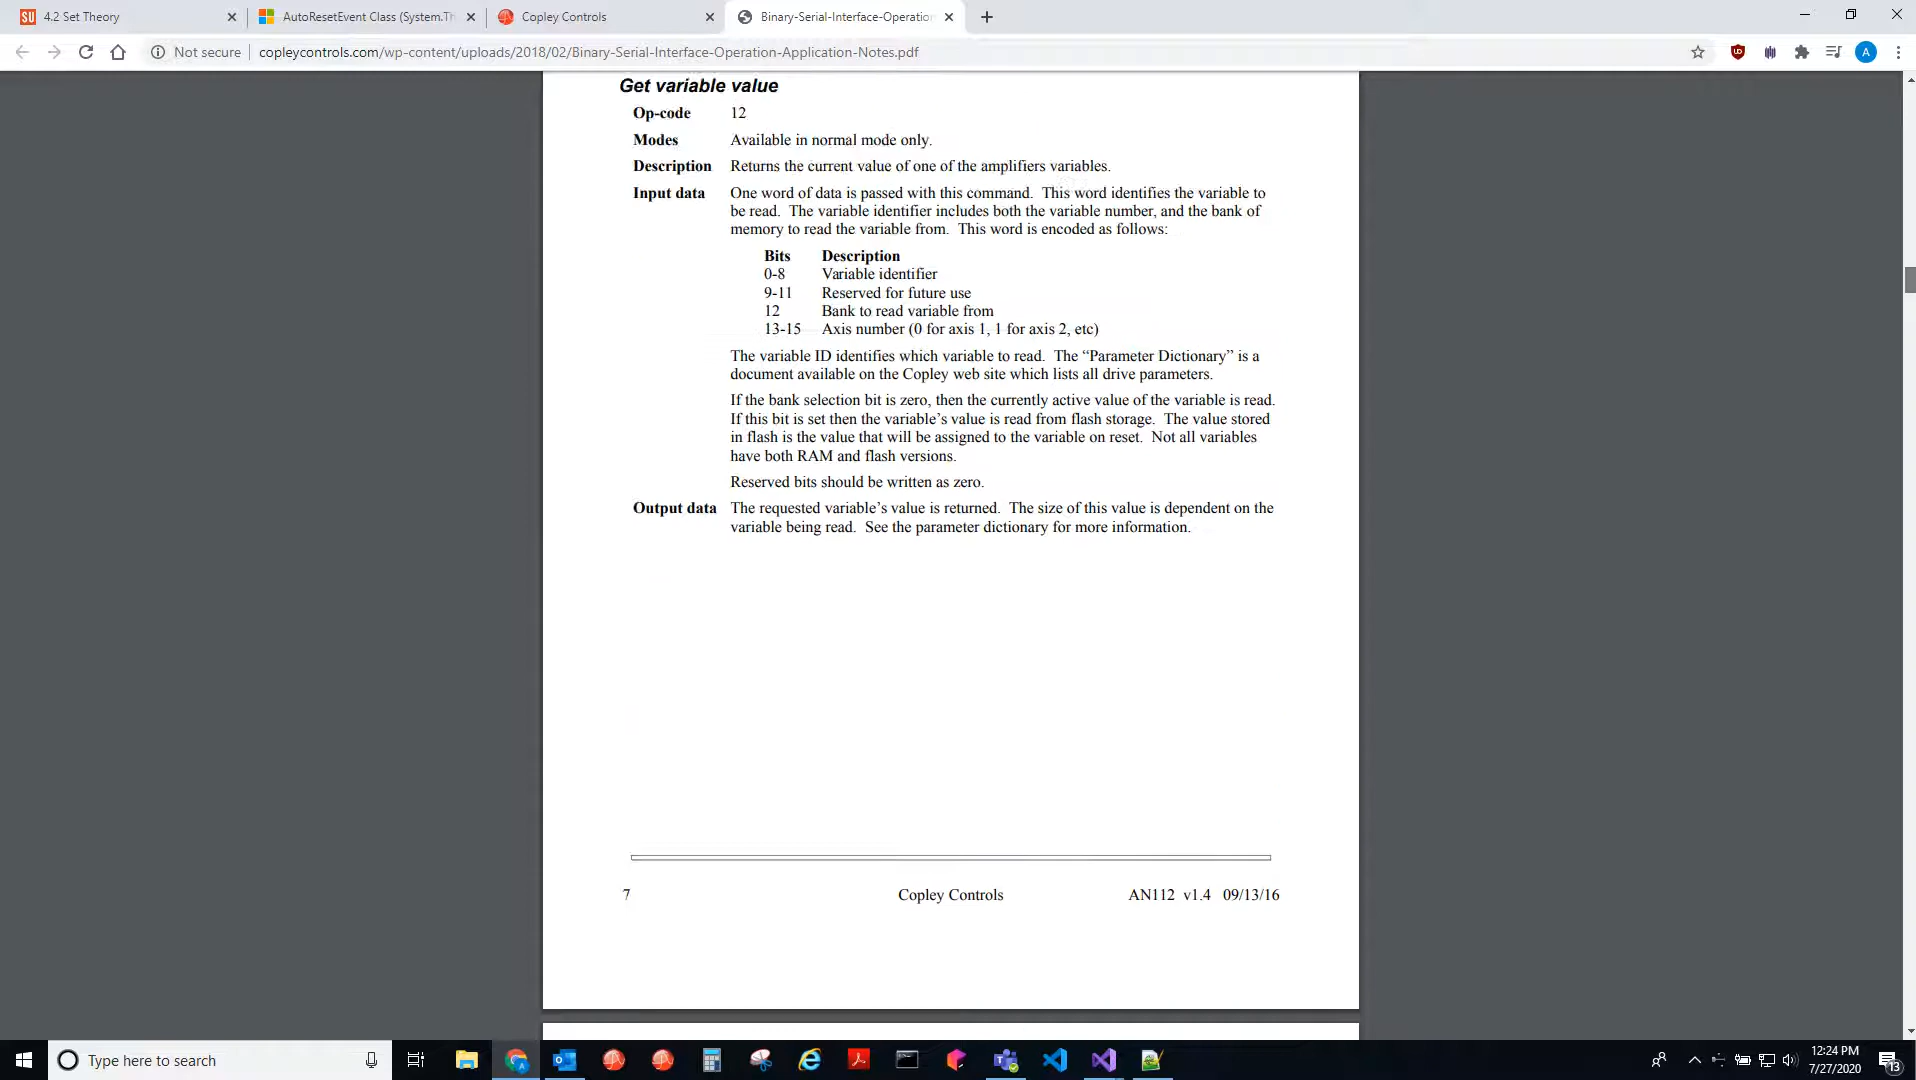 4.2 Set Theory
AutoResetEvent Class (System.Th
Copley Controls
Binary-Serial-Interface-Operation
Not secure
copleycontrols.com/wp-content/uploads/2018/02/Binary-Serial-Interface-Operation-Application-Notes.pdf
A
Get variable value
Op-code 12
Modes Available in normal mode only.
Description Returns the current value of one of the amplifiers variables.
Input data One word of data is passed with this command. This word identifies the variable to
be read. The variable identifier includes both the variable number, and the bank of
memory to read the variable from. This word is encoded as follows:
Bits Description
0-8 Variable identifier
9-11 Reserved for future use
12 Bank to read variable from
13-15 Axis number (0 for axis 1, 1 for axis 2, etc)
The variable ID identifies which variable to read. The “Parameter Dictionary” is a
document available on the Copley web site which lists all drive parameters.
If the bank selection bit is zero, then the currently active value of the variable is read.
If this bit is set then the variable’s value is read from flash storage. The value stored
in flash is the value that will be assigned to the variable on reset. Not all variables
have both RAM and flash versions.
Reserved bits should be written as zero.
Output data The requested variable’s value is returned. The size of this value is dependent on the
variable being read. See the parameter dictionary for more information.
7 Copley Controls AN112 v1.4 09/13/16
Type here to search
12:24 PM
7/27/2020
13